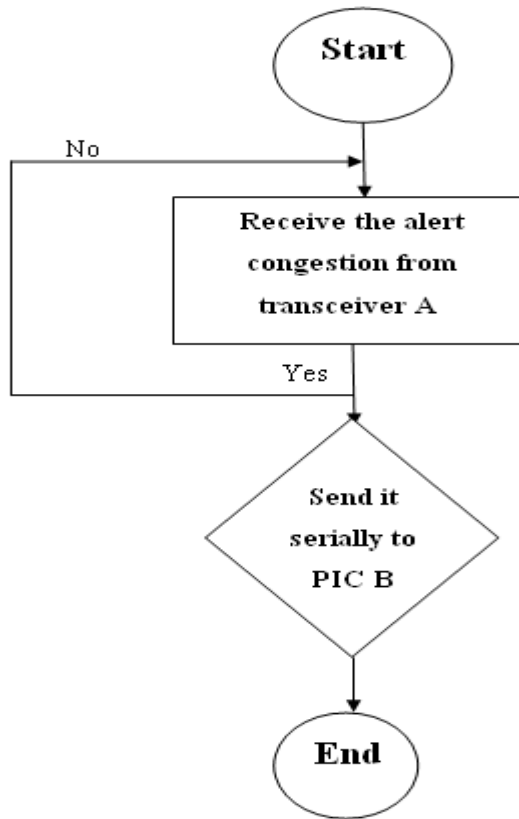 Start
No
Receive the alert
congestion from
transceiver A
Yes
Send it
serially to
PIC B
End